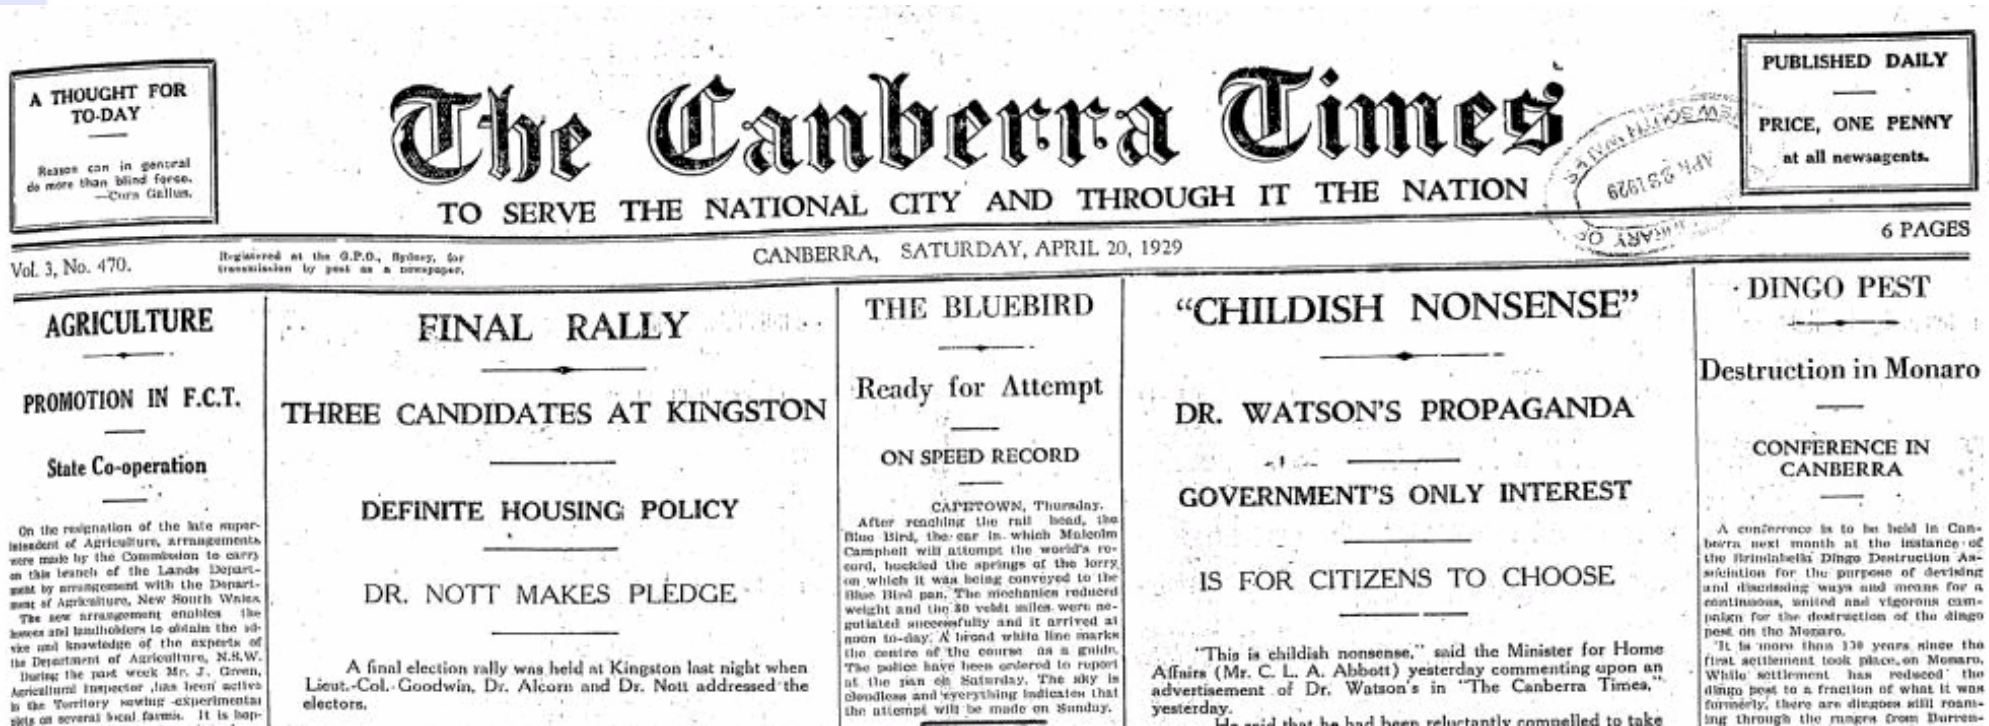 A THOUGHT FOR
TO-DAY
Reason can in general
do more than blind force.
—Corn Gallus.
The Canberra Times
TO SERVE THE NATIONAL CITY AND THROUGH IT THE NATION
PUBLISHED DAILY
PRICE, ONE PENNY
at all newsagents.
LIBRARY OF
NEW SOUTH WALES
APR 23 1929
Vol. 3, No. 470.
Registered at the G.P.O., Sydney, for
transmission by post as a newspaper.
CANBERRA, SATURDAY, APRIL 20, 1929
6 PAGES
AGRICULTURE
PROMOTION IN F.C.T.
State Co-operation
On the resignation of the late super-
intendent of Agriculture, arrangements
were made by the Commission to carry
on this branch of the Lands Depart-
ment by arrangement with the Depart-
ment of Agriculture, New South Wales.
The new arrangement enables the
lessees and landholders to obtain the ad-
vice and knowledge of the experts of
the Department of Agriculture, N.S.W.
During the past week Mr. J. Green,
Agricultural Inspector, has been active
in the Territory sowing experimental
plots on several local farms. It is hop-
FINAL RALLY
THREE CANDIDATES AT KINGSTON
DEFINITE HOUSING POLICY
DR. NOTT MAKES PLEDGE
A final election rally was held at Kingston last night when
Lieut.-Col. Goodwin, Dr. Alcorn and Dr. Nott addressed the
electors.
THE BLUEBIRD
Ready for Attempt
ON SPEED RECORD
CAPETOWN, Thursday.
After reaching the rail head, the
Blue Bird, the car in which Malcolm
Campbell will attempt the world's re-
cord, buckled the springs of the lorry
on which it was being conveyed to the
Blue Bird pan. The mechanics reduced
weight and the 80 veldt miles were ne-
gotiated successfully and it arrived at
noon to-day. A broad white line marks
the centre of the course as a guide.
The police have been ordered to report
at the pan on Saturday. The sky is
cloudless and everything indicates that
the attempt will be made on Sunday.
"CHILDISH NONSENSE"
DR. WATSON'S PROPAGANDA
GOVERNMENT'S ONLY INTEREST
IS FOR CITIZENS TO CHOOSE
"This is childish nonsense," said the Minister for Home
Affairs (Mr. C. L. A. Abbott) yesterday commenting upon an
advertisement of Dr. Watson's in "The Canberra Times,"
yesterday.
He said that he had been reluctantly compelled to take
DINGO PEST
Destruction in Monaro
CONFERENCE IN
CANBERRA
A conference is to be held in Can-
berra next month at the instance of
the Brindabella Dingo Destruction As-
sociation for the purpose of devising
and discussing ways and means for a
continuous, united and vigorous cam-
paign for the destruction of the dingo
pest on the Monaro.
"It is more than 130 years since the
first settlement took place on Monaro.
While settlement has reduced the
dingo pest to a fraction of what it was
formerly, there are dingoes still roam-
ing through the ranges from Burren-